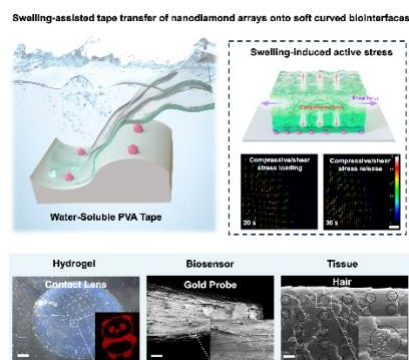 Swelling-assisted tape transfer of nanodiamond arrays onto soft curved biointerfaces
Swelling-induced active stress
Water-Soluble PVA Tape
Compressive/shear
stress loading
30 s
Compressive/shear
stress release
30 s
Hydrogel
Contact Lens
Biosensor
Gold Probe
Tissue
Hair